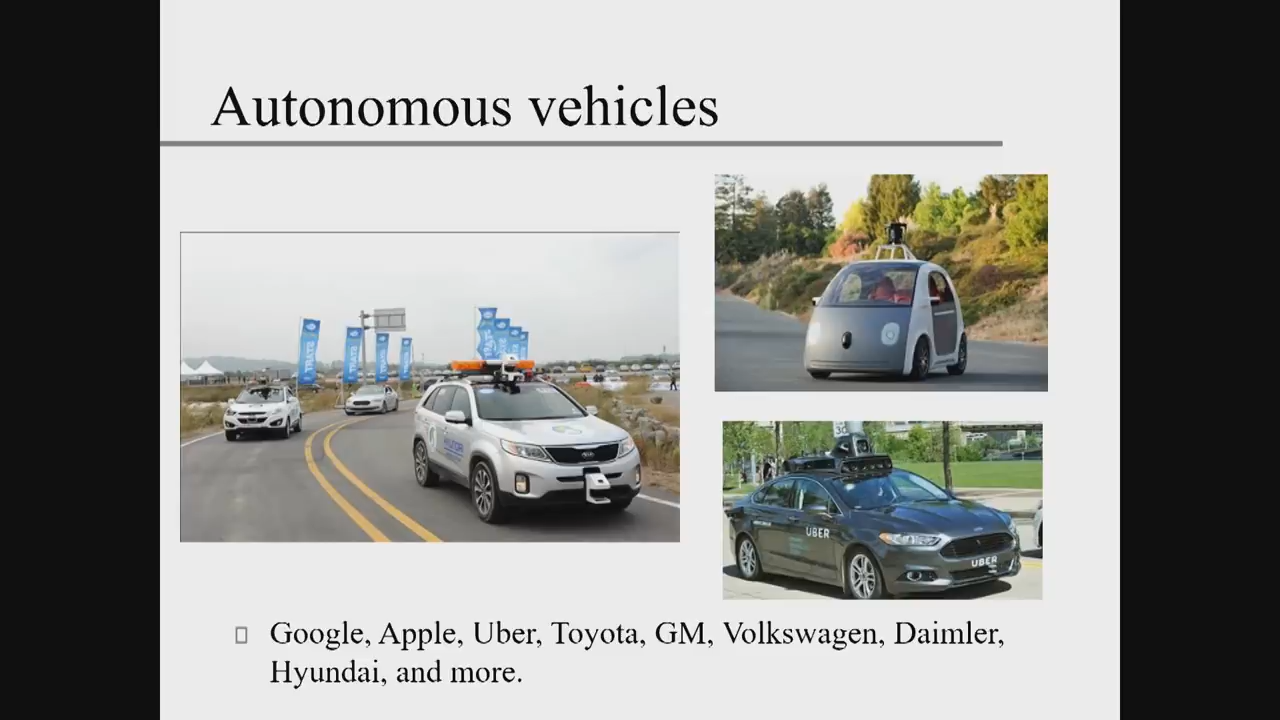 Autonomous vehicles
UBER
UBER
Google, Apple, Uber, Toyota, GM, Volkswagen, Daimler,
Hyundai, and more.